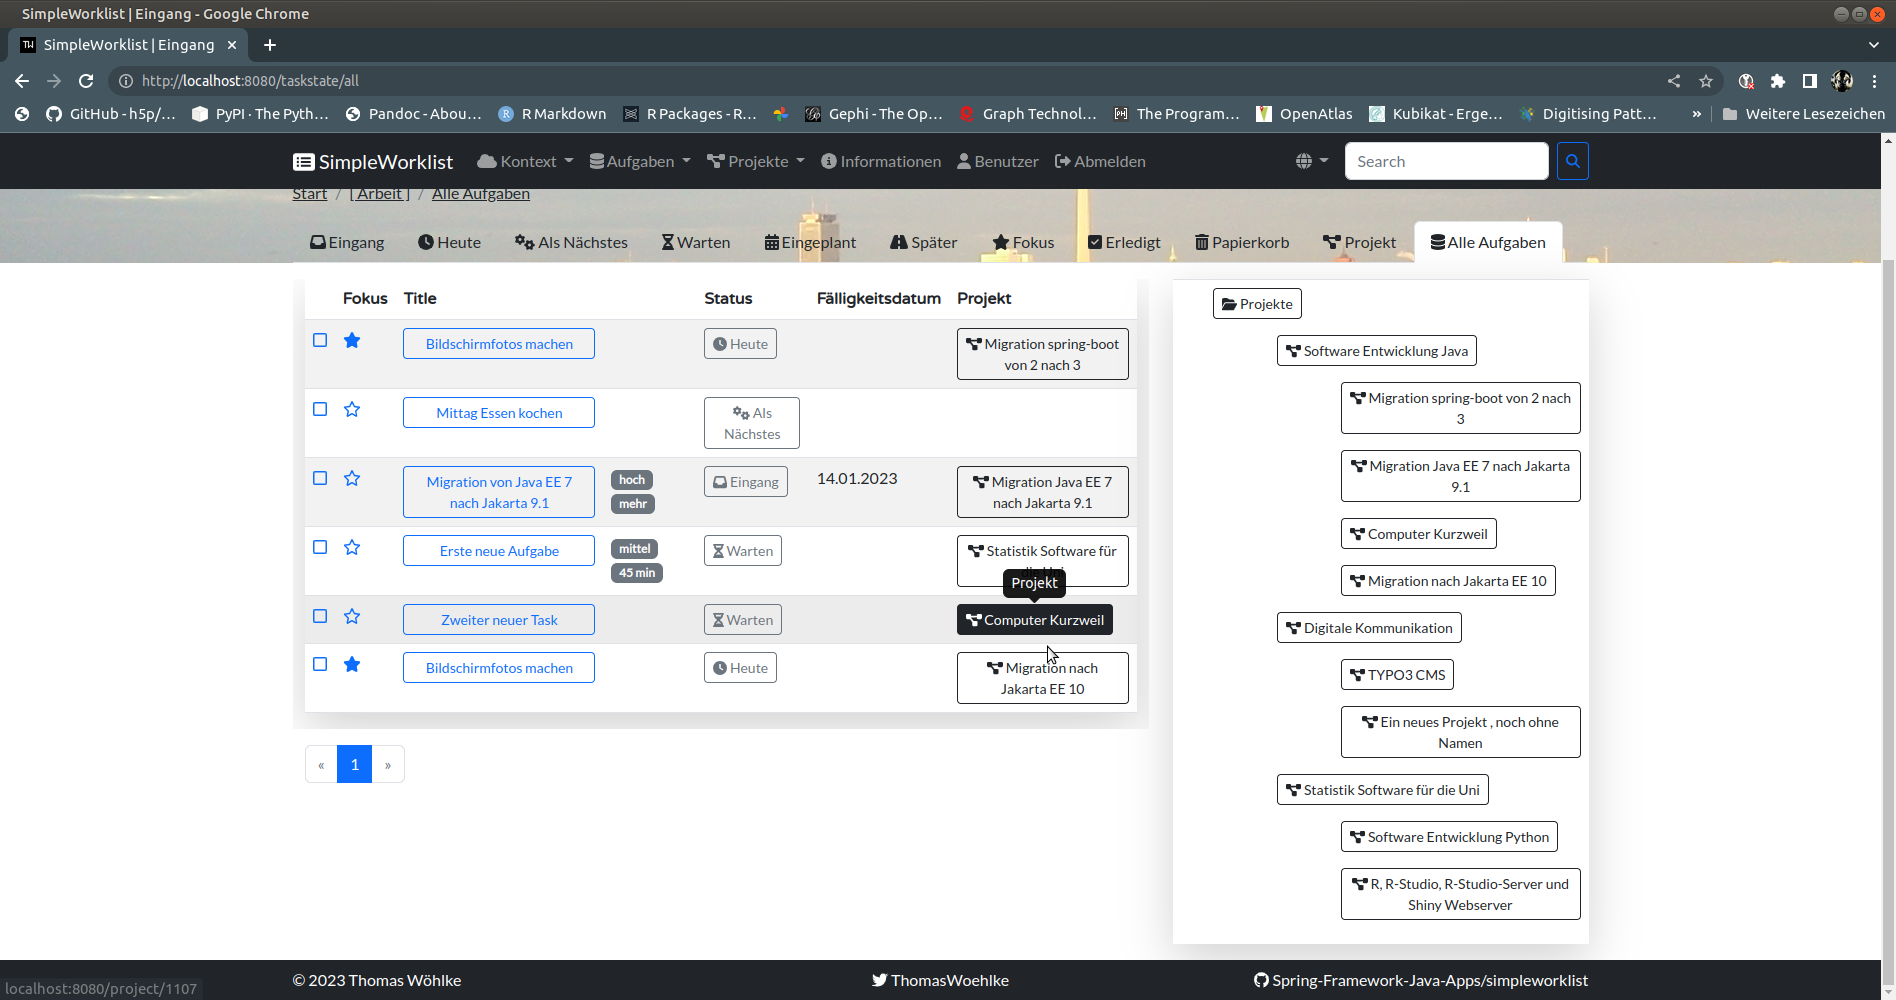 SimpleWorklist | Eingang - Google Chrome
SimpleWorklist | Eingang
http://localhost:8080/taskstate/all
GitHub - h5p/... PyPI · The Pyth... Pandoc - Abou... R Markdown R Packages - R... Gephi - The Op... Graph Technol... The Program... OpenAtlas Kubikat - Erge... Digitising Patt... » Weitere Lesezeichen
SimpleWorklist Kontext Aufgaben Projekte Informationen Benutzer Abmelden Search
Start / [ Arbeit ] / Alle Aufgaben
Eingang Heute Als Nächstes Warten Eingeplant Später Fokus Erledigt Papierkorb Projekt Alle Aufgaben
Fokus Title Status Fälligkeitsdatum Projekt
Bildschirmfotos machen Heute Migration spring-boot
von 2 nach 3
Mittag Essen kochen Als
Nächstes
Migration von Java EE 7 hoch Eingang 14.01.2023 Migration Java EE 7
nach Jakarta 9.1 mehr nach Jakarta 9.1
Erste neue Aufgabe mittel Warten Statistik Software für
45 min
Projekt
Zweiter neuer Task Warten Computer Kurzweil
Bildschirmfotos machen Heute Migration nach
Jakarta EE 10
« 1 »
Projekte
Software Entwicklung Java
Migration spring-boot von 2 nach
3
Migration Java EE 7 nach Jakarta
9.1
Computer Kurzweil
Migration nach Jakarta EE 10
Digitale Kommunikation
TYPO3 CMS
Ein neues Projekt , noch ohne
Namen
Statistik Software für die Uni
Software Entwicklung Python
R, R-Studio, R-Studio-Server und
Shiny Webserver
© 2023 Thomas Wöhlke ThomasWoehlke Spring-Framework-Java-Apps/simpleworklist
localhost:8080/project/1107